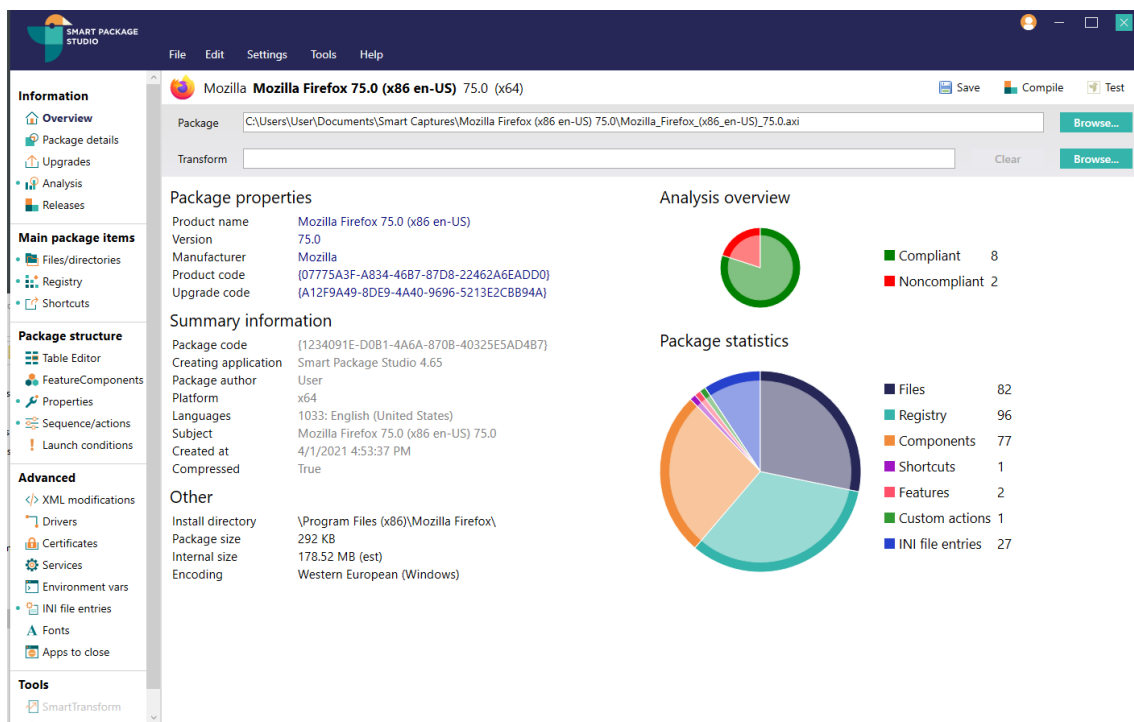 SMART PACKAGE
STUDIO
File Edit Settings Tools Help
Information
Overview
Package details
Upgrades
Analysis
Releases
Main package items
Files/directories
Registry
Shortcuts
Package structure
Table Editor
FeatureComponents
Properties
Sequence/actions
Launch conditions
Advanced
XML modifications
Drivers
Certificates
Services
Environment vars
INI file entries
Fonts
Apps to close
Tools
SmartTransform
Mozilla Mozilla Firefox 75.0 (x86 en-US) 75.0 (x64)
Save Compile Test
Package C:\Users\User\Documents\Smart Captures\Mozilla Firefox (x86 en-US) 75.0\Mozilla_Firefox_(x86_en-US)_75.0.axi Browse...
Transform Clear Browse...
Package properties
Product name Mozilla Firefox 75.0 (x86 en-US)
Version 75.0
Manufacturer Mozilla
Product code {07775A3F-A834-46B7-87D8-22462A6EADD0}
Upgrade code {A12F9A49-8DE9-4A40-9696-5213E2CBB94A}
Summary information
Package code {1234091E-D0B1-4A6A-870B-40325E5AD4B7}
Creating application Smart Package Studio 4.65
Package author User
Platform x64
Languages 1033: English (United States)
Subject Mozilla Firefox 75.0 (x86 en-US) 75.0
Created at 4/1/2021 4:53:37 PM
Compressed True
Other
Install directory \Program Files (x86)\Mozilla Firefox\
Package size 292 KB
Internal size 178.52 MB (est)
Encoding Western European (Windows)
Analysis overview
Compliant 8
Noncompliant 2
Package statistics
Files 82
Registry 96
Components 77
Shortcuts 1
Features 2
Custom actions 1
INI file entries 27